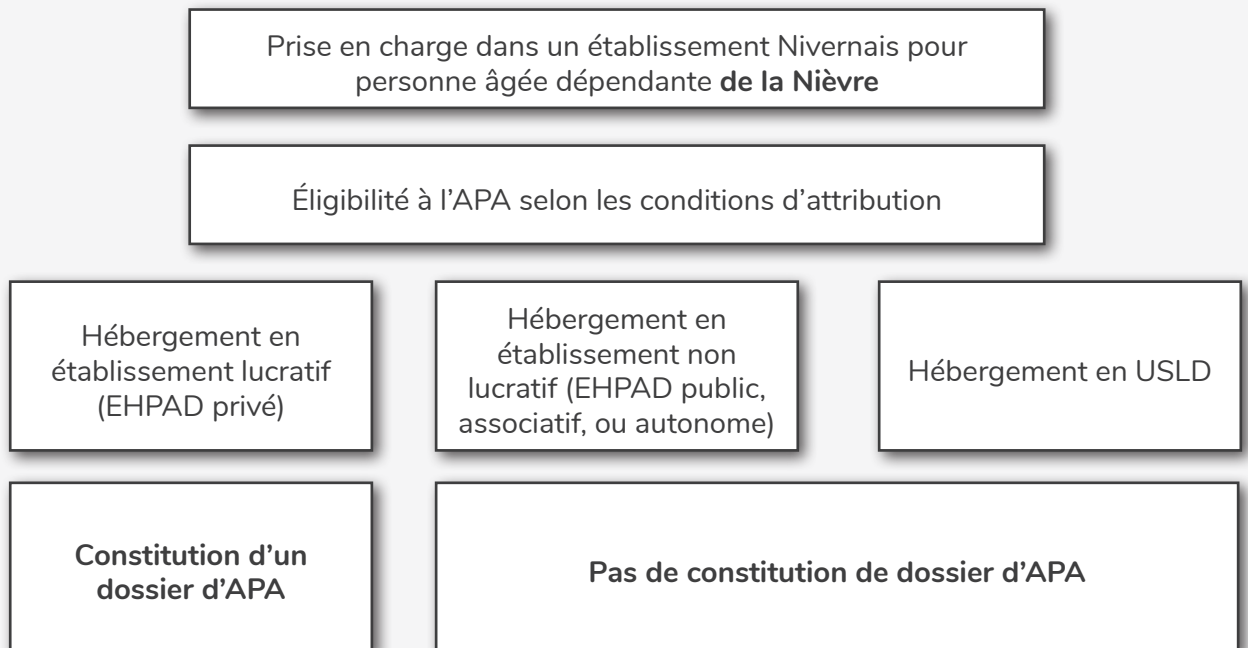 Prise en charge dans un établissement Nivernais pour
personne âgée dépendante de la Nièvre
Éligibilité à l’APA selon les conditions d’attribution
Hébergement en
établissement lucratif
(EHPAD privé)
Hébergement en
établissement non
lucratif (EHPAD public,
associatif, ou autonome)
Hébergement en USLD
Constitution d’un
dossier d’APA
Pas de constitution de dossier d’APA